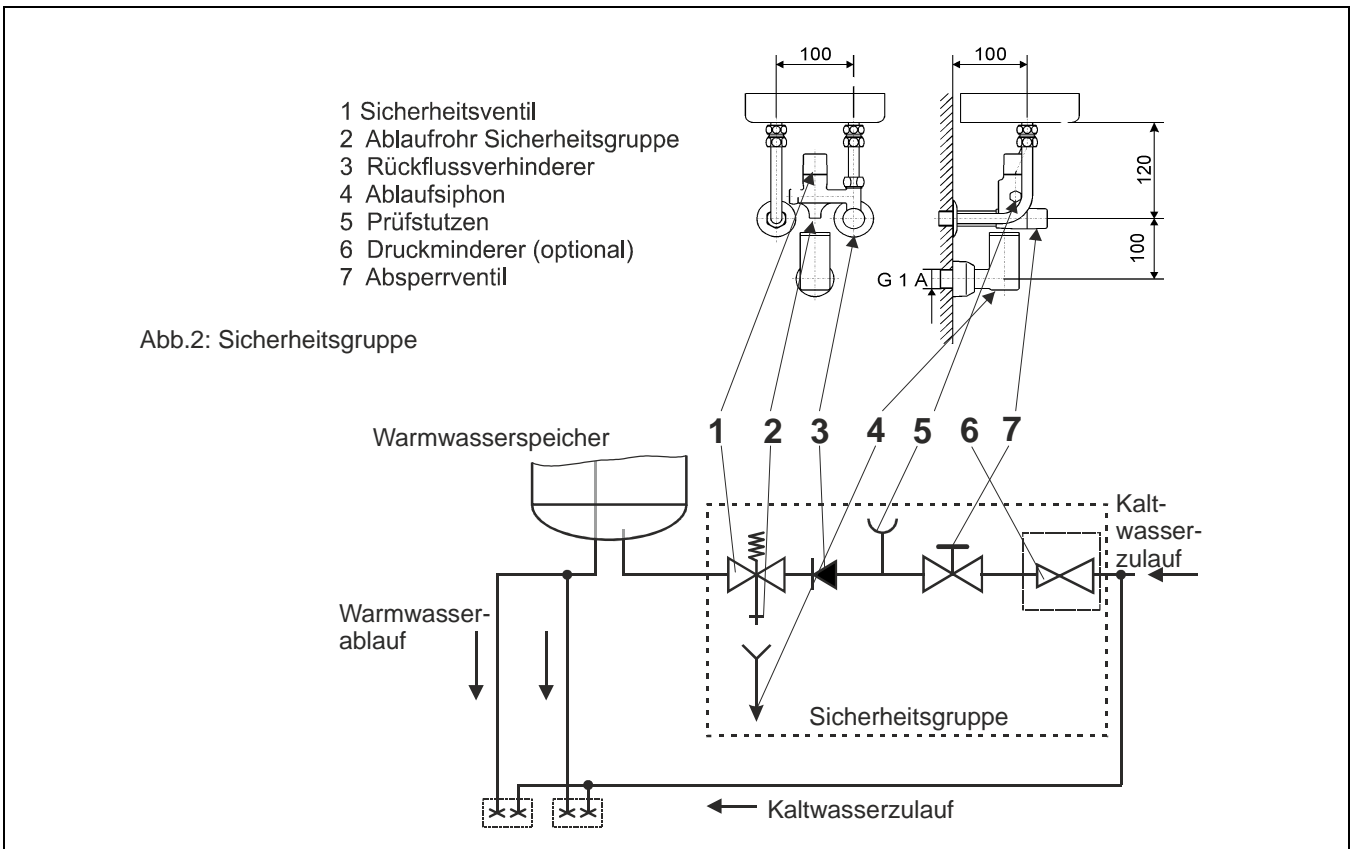 100
100
1 Sicherheitsventil
2 Ablaufrohr Sicherheitsgruppe
3 Rückflussverhinderer
4 Ablaufsiphon
5 Prüfstutzen
6 Druckminderer (optional)
7 Absperrventil
120
100
G 1 A
Abb.2: Sicherheitsgruppe
1 2 3 4 5 6 7
Warmwasserspeicher
Kalt-
wasser-
zulauf
Warmwasser-
ablauf
Sicherheitsgruppe
Kaltwasserzulauf